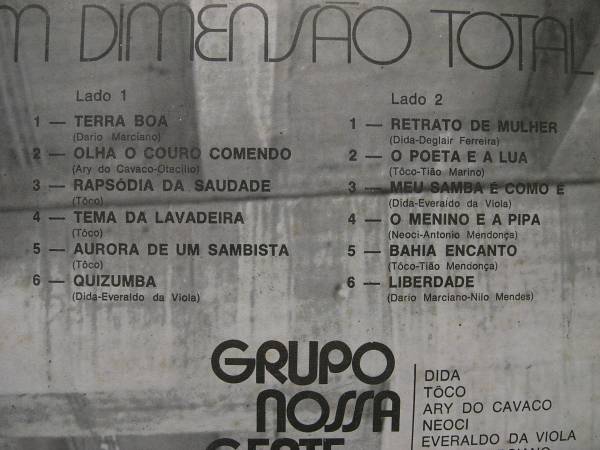 M DIMENSÃO TOTAL
Lado 1
1 — TERRA BOA
(Dario Marciano)
2 — OLHA O COURO COMENDO
(Ary do Cavaco-Otacílio)
3 — RAPSÓDIA DA SAUDADE
(Tôco)
4 — TEMA DA LAVADEIRA
(Tôco)
5 — AURORA DE UM SAMBISTA
(Tôco)
6 — QUIZUMBA
(Dida-Everaldo da Viola)
Lado 2
1 — RETRATO DE MULHER
(Dida-Deglair Ferreira)
2 — O POETA E A LUA
(Tôco-Tião Marino)
3 — MEU SAMBA É COMO É
(Dida-Everaldo da Viola)
4 — O MENINO E A PIPA
(Neoci-Antonio Mendonça)
5 — BAHIA ENCANTO
(Tôco-Tião Mendonça)
6 — LIBERDADE
(Dario Marciano-Nilo Mendes)
GRUPO
NOSSA
GENTE
DIDA
TÔCO
ARY DO CAVACO
NEOCI
EVERALDO DA VIOLA